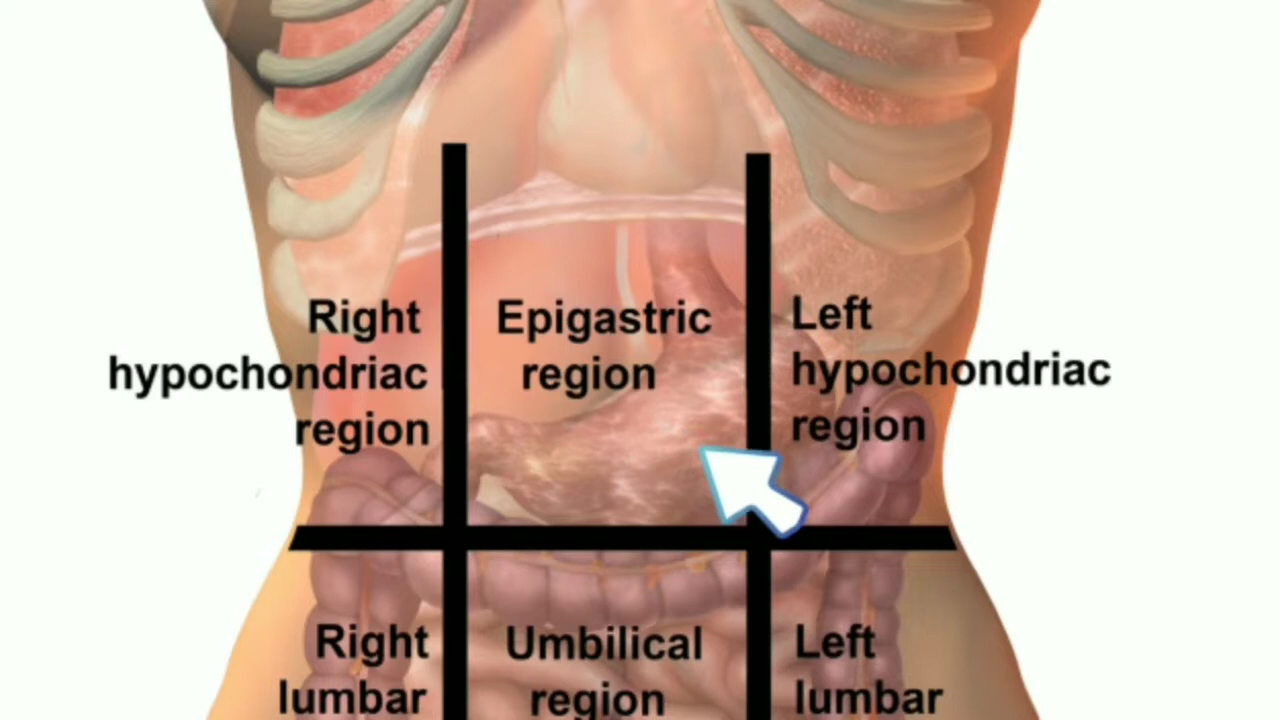 Right
hypochondriac
region
Epigastric
region
Left
hypochondriac
region
Right
lumbar
Umbilical
region
Left
lumbar